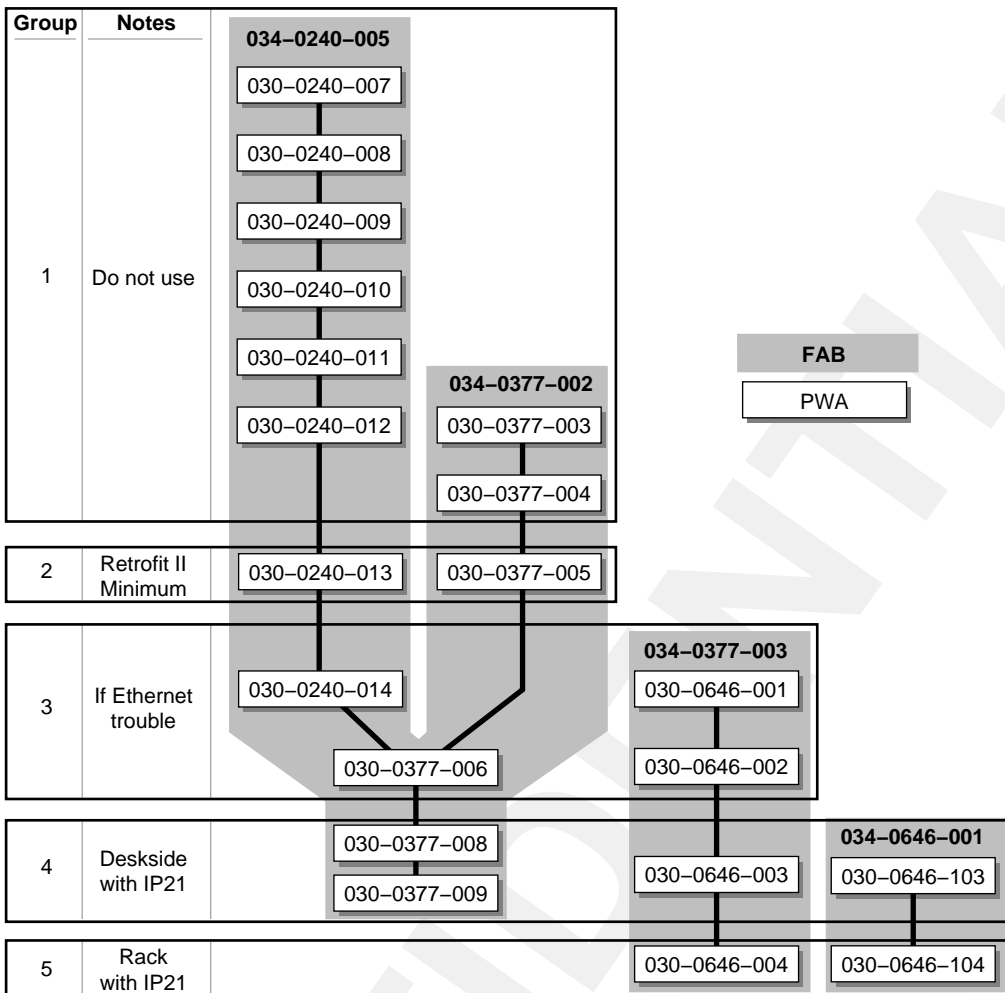 Group Notes
034−0240−005
030−0240−007
030−0240−008
030−0240−009
1 Do not use 030−0240−010
030−0240−011
FAB
034−0377−002
PWA
030−0240−012 030−0377−003
030−0377−004
2 Retrofit II
Minimum
030−0240−013 030−0377−005
034−0377−003
3 If Ethernet
trouble
030−0240−014 030−0646−001
030−0377−006 030−0646−002
034−0646−001
4 Deskside
with IP21
030−0377−008
030−0377−009
030−0646−003 030−0646−103
5 Rack
with IP21
030−0646−004 030−0646−104